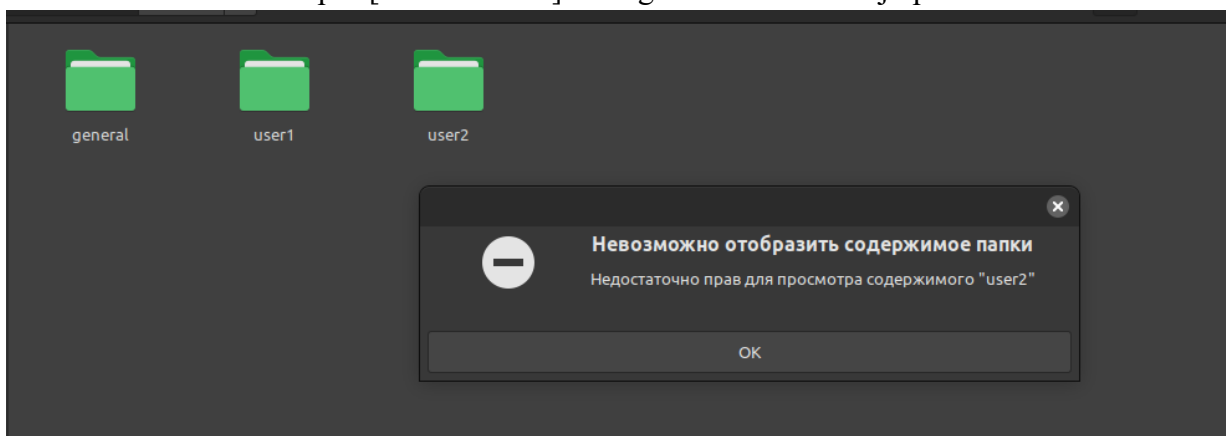 general
user1
user2
Невозможно отобразить содержимое папки
Недостаточно прав для просмотра содержимого "user2"
OK